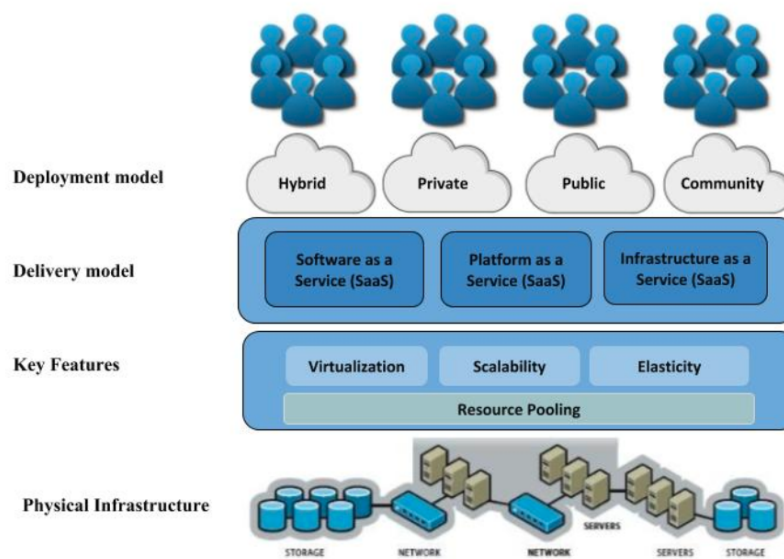 Deployment model
Hybrid
Private
Public
Community
Delivery model
Software as a
Service (SaaS)
Platform as a
Service (SaaS)
Infrastructure as a
Service (SaaS)
Key Features
Virtualization
Scalability
Elasticity
Resource Pooling
Physical Infrastructure
STORAGE
NETWORK
NETWORK
SERVERS
SERVERS
STORAGE